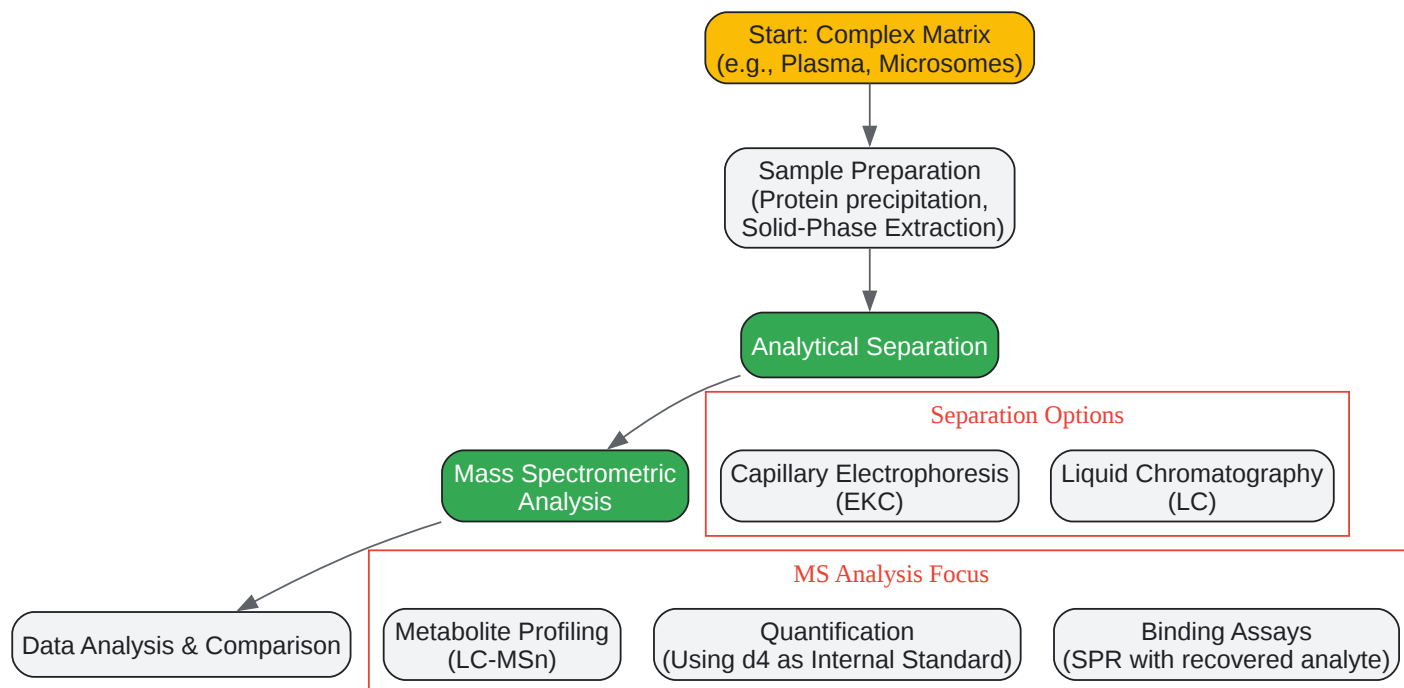 Start: Complex Matrix
(e.g., Plasma, Microsomes)
Sample Preparation
(Protein precipitation,
Solid-Phase Extraction)
Analytical Separation
Separation Options
Mass Spectrometric
Analysis
Capillary Electrophoresis
(EKC)
Liquid Chromatography
(LC)
MS Analysis Focus
Data Analysis & Comparison
Metabolite Profiling
(LC-MSn)
Quantification
(Using d4 as Internal Standard)
Binding Assays
(SPR with recovered analyte)